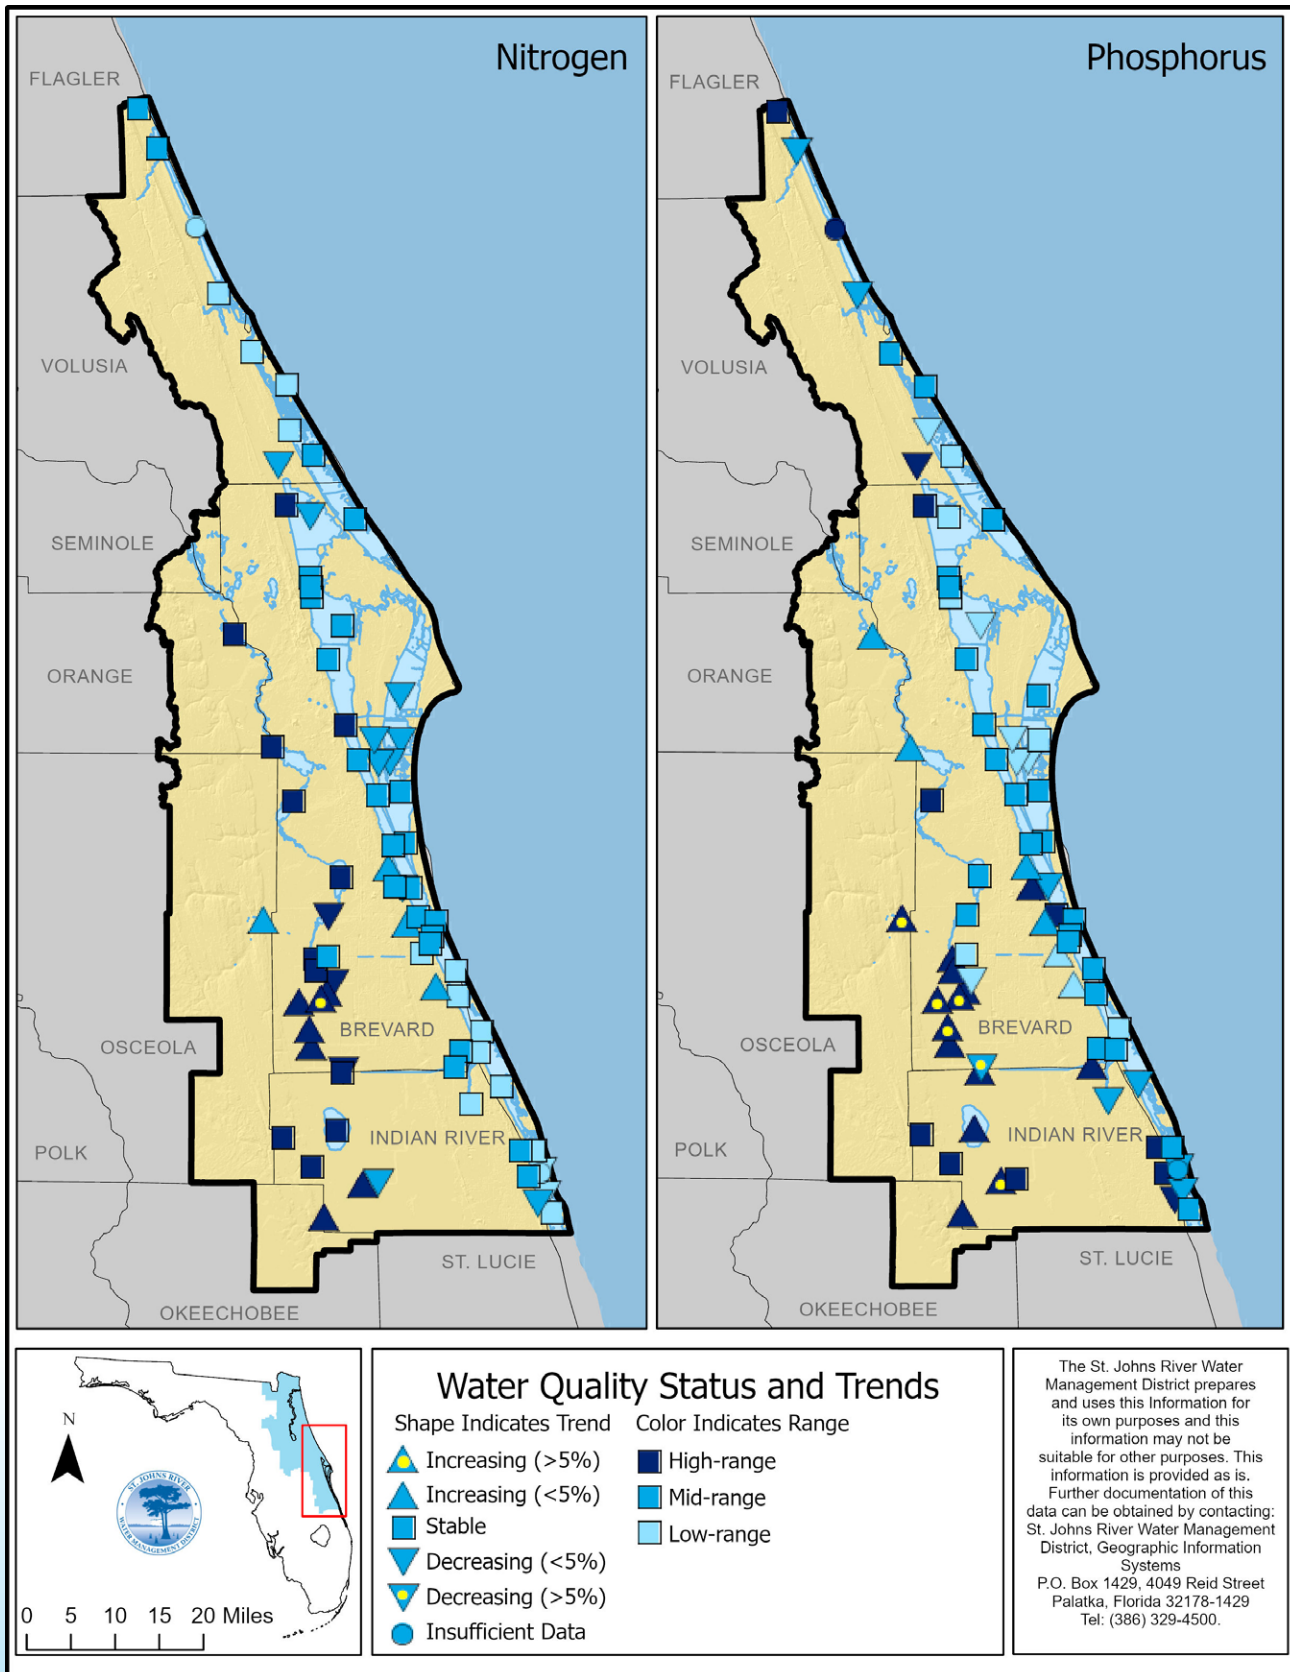 Nitrogen
FLAGLER
VOLUSIA
SEMINOLE
ORANGE
OSCEOLA
BREVARD
POLK
INDIAN RIVER
ST. LUCIE
OKEECHOBEE
Phosphorus
FLAGLER
VOLUSIA
SEMINOLE
ORANGE
OSCEOLA
BREVARD
POLK
INDIAN RIVER
ST. LUCIE
OKEECHOBEE
N
ST. JOHNS RIVER
WATER MANAGEMENT DISTRICT
0 5 10 15 20 Miles
Water Quality Status and Trends
Shape Indicates Trend
Increasing (>5%)
Increasing (<5%)
Stable
Decreasing (<5%)
Decreasing (>5%)
Insufficient Data
Color Indicates Range
High-range
Mid-range
Low-range
The St. Johns River Water
Management District prepares
and uses this Information for
its own purposes and this
information may not be
suitable for other purposes. This
information is provided as is.
Further documentation of this
data can be obtained by contacting:
St. Johns River Water Management
District, Geographic Information
Systems
P.O. Box 1429, 4049 Reid Street
Palatka, Florida 32178-1429
Tel: (386) 329-4500.